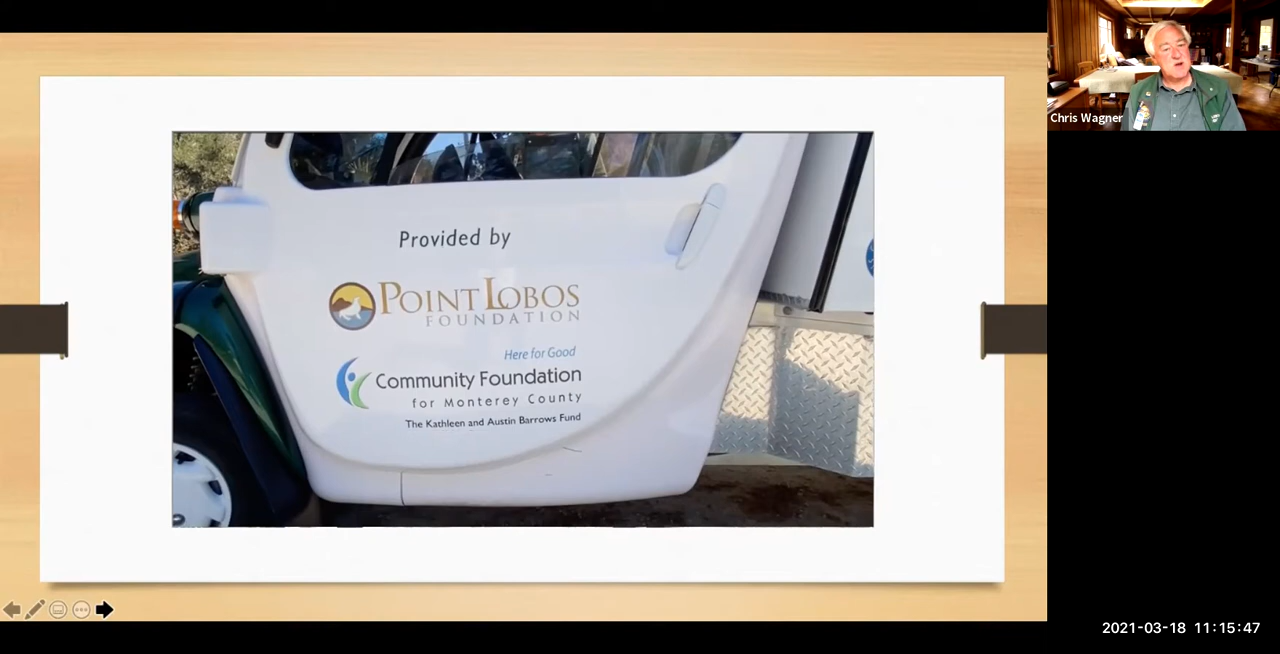 Provided by
POINT LOBOS
FOUNDATION
Here for Good
Community Foundation
for Monterey County
The Kathleen and Austin Barrows Fund
Chris Wagner
2021-03-18 11:15:47